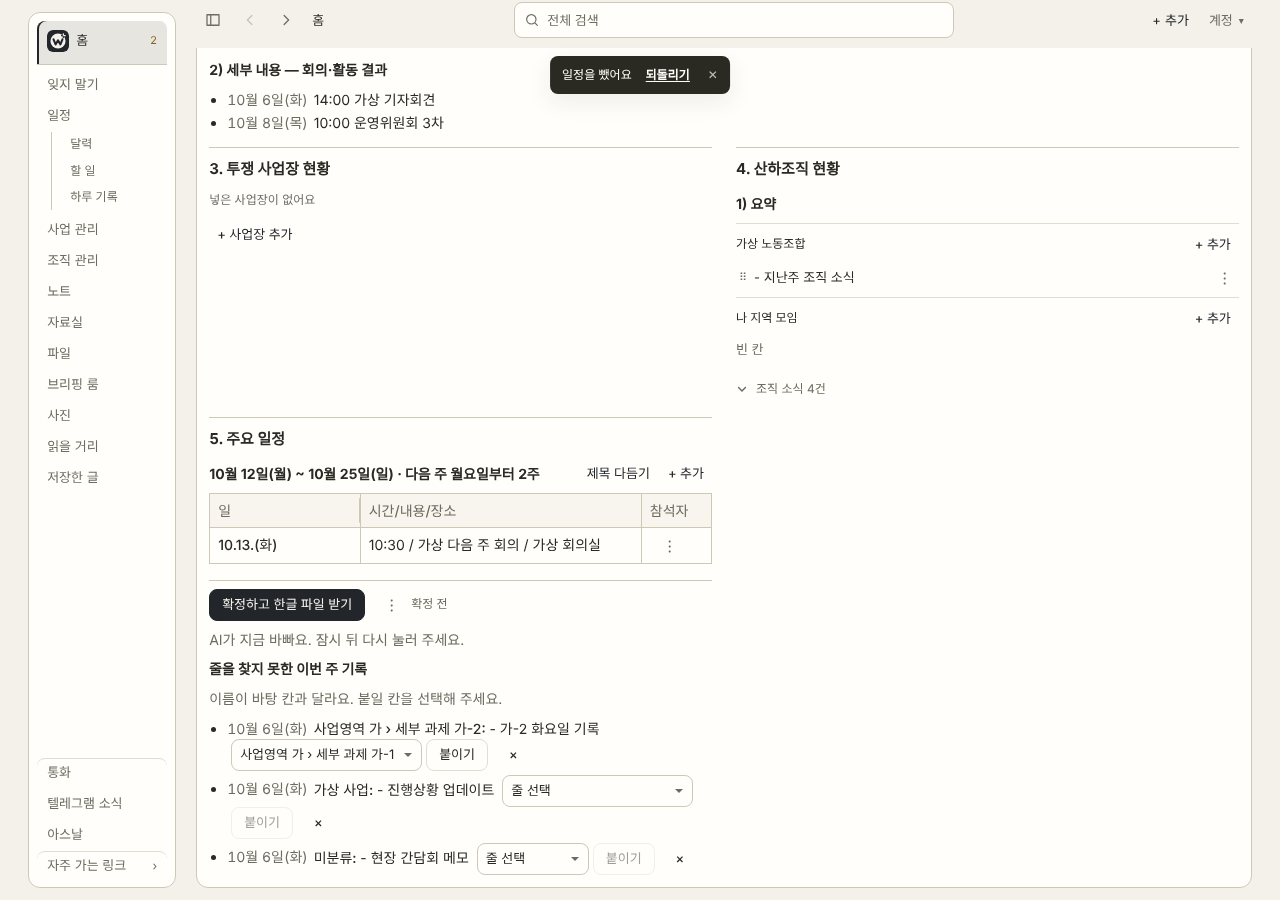 홈 2
잊지 말기
일정
달력
할 일
하루 기록
사업 관리
조직 관리
노트
자료실
파일
브리핑 룸
사진
읽을 거리
저장한 글
통화
텔레그램 소식
아스날
자주 가는 링크 ›
홈
전체 검색
+ 추가
계정 ▾
일정을 뺐어요 되돌리기 ×
2) 세부 내용 — 회의·활동 결과
• 10월 6일(화) 14:00 가상 기자회견
• 10월 8일(목) 10:00 운영위원회 3차
3. 투쟁 사업장 현황
넣은 사업장이 없어요
+ 사업장 추가
4. 산하조직 현황
1) 요약
가상 노동조합 + 추가
- 지난주 조직 소식
나 지역 모임 + 추가
빈 칸
조직 소식 4건
5. 주요 일정
10월 12일(월) ~ 10월 25일(일) · 다음 주 월요일부터 2주 제목 다듬기 + 추가
일 시간/내용/장소 참석자
10.13.(화) 10:30 / 가상 다음 주 회의 / 가상 회의실
확정하고 한글 파일 받기 확정 전
AI가 지금 바빠요. 잠시 뒤 다시 눌러 주세요.
줄을 찾지 못한 이번 주 기록
이름이 바탕 칸과 달라요. 붙일 칸을 선택해 주세요.
• 10월 6일(화) 사업영역 가 › 세부 과제 가-2: - 가-2 화요일 기록
사업영역 가 › 세부 과제 가-1 붙이기 ×
• 10월 6일(화) 가상 사업: - 진행상황 업데이트 줄 선택
붙이기 ×
• 10월 6일(화) 미분류: - 현장 간담회 메모 줄 선택 붙이기 ×